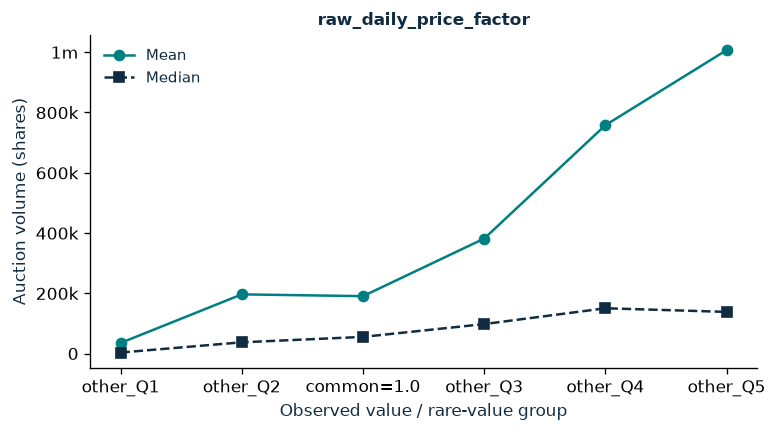 raw_daily_price_factor
Mean
Median
Auction volume (shares)
1m
800k
600k
400k
200k
0
other_Q1 other_Q2 common=1.0 other_Q3 other_Q4 other_Q5
Observed value / rare-value group